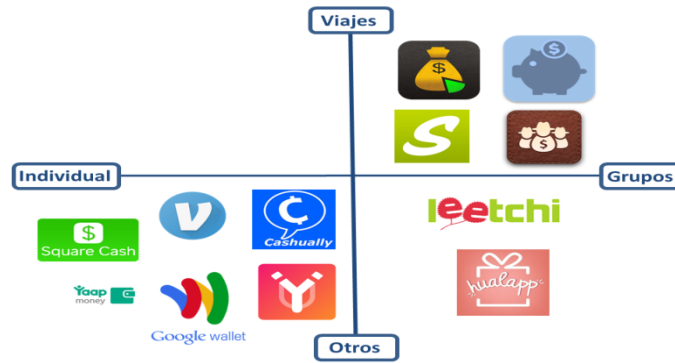 Viajes
$
$
S
$
Individual
Grupos
$
Square Cash
V
¢
Cashually
leetchi
Yaap
money
Google wallet
hualapp
Otros